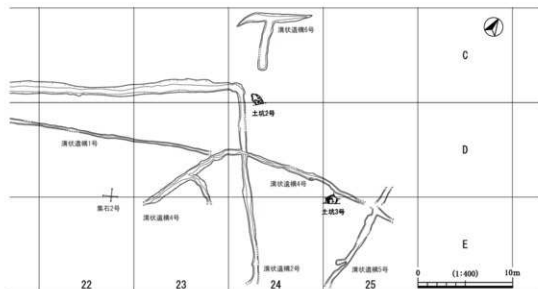 溝状遺構6号
C
土坑2号
溝状遺構1号
D
溝状遺構4号
集石2号
溝状遺構4号
土坑3号
溝状遺構2号
溝状遺構5号
E
22
23
24
25
0
(1:400)
10m